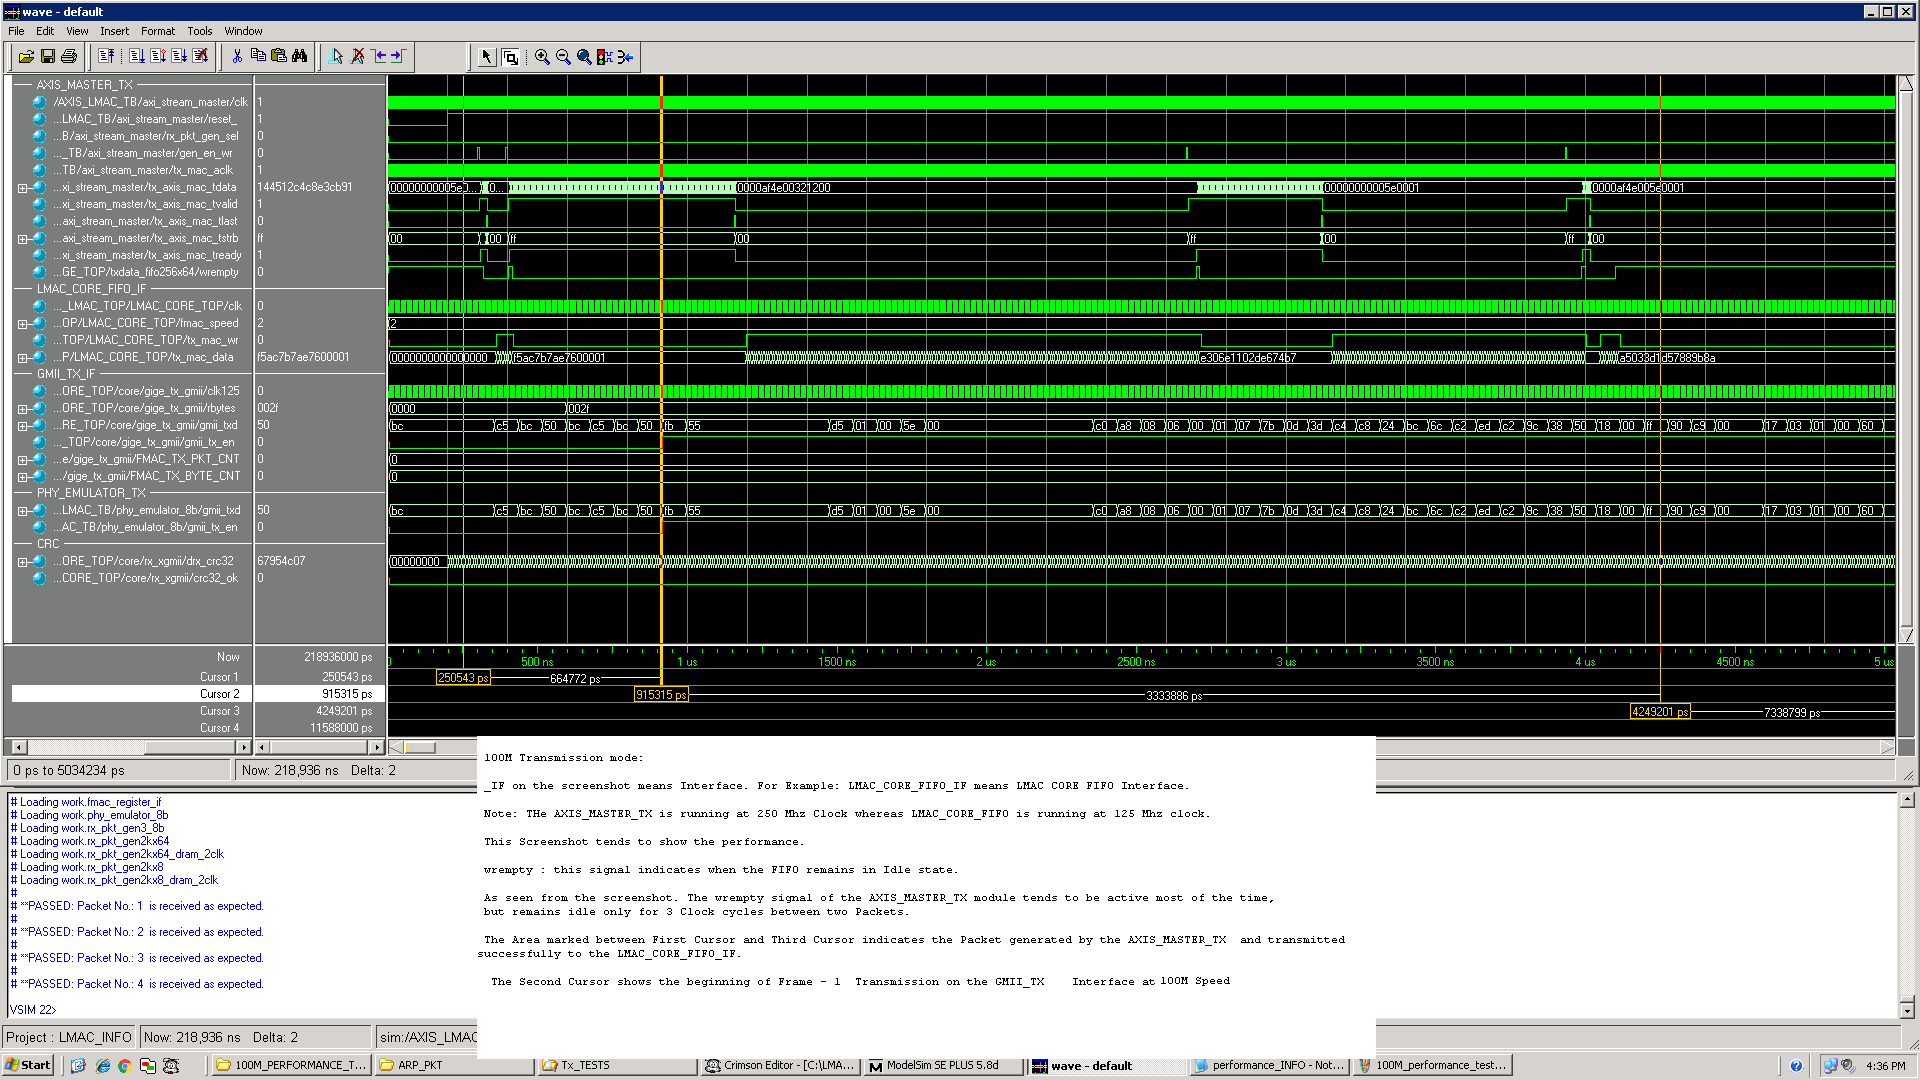 wave - default
File Edit View Insert Format Tools Window
AXIS_MASTER_TX
/AXIS_LMAC_TB/axi_stream_master/clk 1
...LMAC_TB/axi_stream_master/reset_ 1
...B/axi_stream_master/rx_pkt_gen_sel 0
..._TB/axi_stream_master/gen_en_wr 0
...TB/axi_stream_master/tx_mac_aclk 1
...xi_stream_master/tx_axis_mac_tdata 144512c4c8e3cb91 00000000005e0... 0... 0000af4e00321200 00000000005e0001 0000af4e005e0001
...xi_stream_master/tx_axis_mac_tvalid 1
...axi_stream_master/tx_axis_mac_tlast 0
...axi_stream_master/tx_axis_mac_tstrb ff 00 00 ff 00 ff 00 ff 00
...xi_stream_master/tx_axis_mac_tready 1
...GE_TOP/txdata_fifo256x64/wrempty 0
LMAC_CORE_FIFO_IF
..._LMAC_TOP/LMAC_CORE_TOP/clk 0
...OP/LMAC_CORE_TOP/fmac_speed 2 2
...TOP/LMAC_CORE_TOP/tx_mac_wr 0
...P/LMAC_CORE_TOP/tx_mac_data f5ac7b7ae7600001 0000000000000000 f5ac7b7ae7600001 e306e1102de674b7 a5033d1d57889b8a
GMII_TX_IF
...ORE_TOP/core/gige_tx_gmii/clk125 0
...ORE_TOP/core/gige_tx_gmii/rbytes 002f 0000 002f
...RE_TOP/core/gige_tx_gmii/gmii_txd 50 bc c5 bc 50 bc c5 bc 50 fb 55 d5 01 00 5e 00 c0 a8 08 06 00 01 07 7b 0d 3d c4 c8 24 bc 6c c2 ed c2 9c 38 50 18 00 ff 90 c9 00 17 03 01 00 60
..._TOP/core/gige_tx_gmii/gmii_tx_en 0
...e/gige_tx_gmii/FMAC_TX_PKT_CNT 0 0
.../gige_tx_gmii/FMAC_TX_BYTE_CNT 0 0
PHY_EMULATOR_TX
...LMAC_TB/phy_emulator_8b/gmii_txd 50 bc c5 bc 50 bc c5 bc 50 fb 55 d5 01 00 5e 00 c0 a8 08 06 00 01 07 7b 0d 3d c4 c8 24 bc 6c c2 ed c2 9c 38 50 18 00 ff 90 c9 00 17 03 01 00 60
...AC_TB/phy_emulator_8b/gmii_tx_en 0
CRC
...ORE_TOP/core/rx_xgmii/drx_crc32 67954c07 00000000
...CORE_TOP/core/rx_xgmii/crc32_ok 0
Now 218936000 ps 500 ns 1 us 1500 ns 2 us 2500 ns 3 us 3500 ns 4 us 4500 ns 5 us
Cursor 1 250543 ps 250543 ps 664772 ps
Cursor 2 915315 ps 915315 ps 3333886 ps
Cursor 3 4249201 ps 4249201 ps 7338799 ps
Cursor 4 11588000 ps
0 ps to 5034234 ps Now: 218,936 ns Delta: 2
100M Transmission mode:
_IF on the screenshot means Interface. For Example: LMAC_CORE_FIFO_IF means LMAC CORE FIFO Interface.
Note: THe AXIS_MASTER_TX is running at 250 Mhz Clock whereas LMAC_CORE_FIFO is running at 125 Mhz clock.
This Screenshot tends to show the performance.
wrempty : this signal indicates when the FIFO remains in Idle state.
As seen from the screenshot. The wrempty signal of the AXIS_MASTER_TX module tends to be active most of the time,
but remains idle only for 3 Clock cycles between two Packets.
The Area marked between First Cursor and Third Cursor indicates the Packet generated by the AXIS_MASTER_TX and transmitted
successfully to the LMAC_CORE_FIFO_IF.
The Second Cursor shows the beginning of Frame - 1 Transmission on the GMII_TX Interface at 100M Speed
# Loading work.fmac_register_if
# Loading work.phy_emulator_8b
# Loading work.rx_pkt_gen3_8b
# Loading work.rx_pkt_gen2kx64
# Loading work.rx_pkt_gen2kx64_dram_2clk
# Loading work.rx_pkt_gen2kx8
# Loading work.rx_pkt_gen2kx8_dram_2clk
#
# **PASSED: Packet No.: 1 is received as expected.
#
# **PASSED: Packet No.: 2 is received as expected.
#
# **PASSED: Packet No.: 3 is received as expected.
#
# **PASSED: Packet No.: 4 is received as expected.
VSIM 22>
Project : LMAC_INFO Now: 218,936 ns Delta: 2 sim:/AXIS_LMAC
Start 100M_PERFORMANCE_T... ARP_PKT Tx_TESTS Crimson Editor - [C:\LMA... ModelSim SE PLUS 5.8d wave - default performance_INFO - Not... 100M_performance_test... 4:36 PM